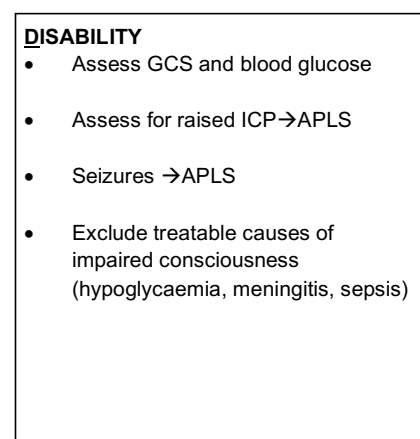 DISABILITY
• Assess GCS and blood glucose
• Assess for raised ICP→APLS
• Seizures →APLS
• Exclude treatable causes of
impaired consciousness
(hypoglycaemia, meningitis, sepsis)